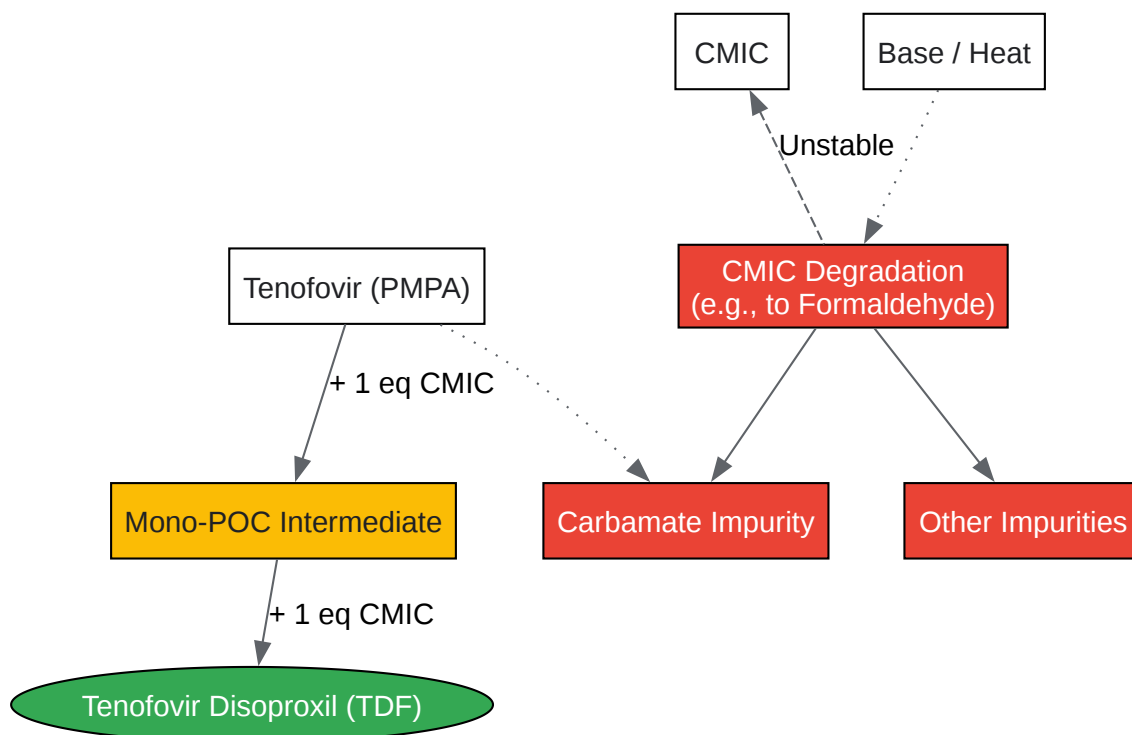 CMIC
Base / Heat
Unstable
Tenofovir (PMPA)
CMIC Degradation
(e.g., to Formaldehyde)
+ 1 eq CMIC
Mono-POC Intermediate
Carbamate Impurity
Other Impurities
+ 1 eq CMIC
Tenofovir Disoproxil (TDF)